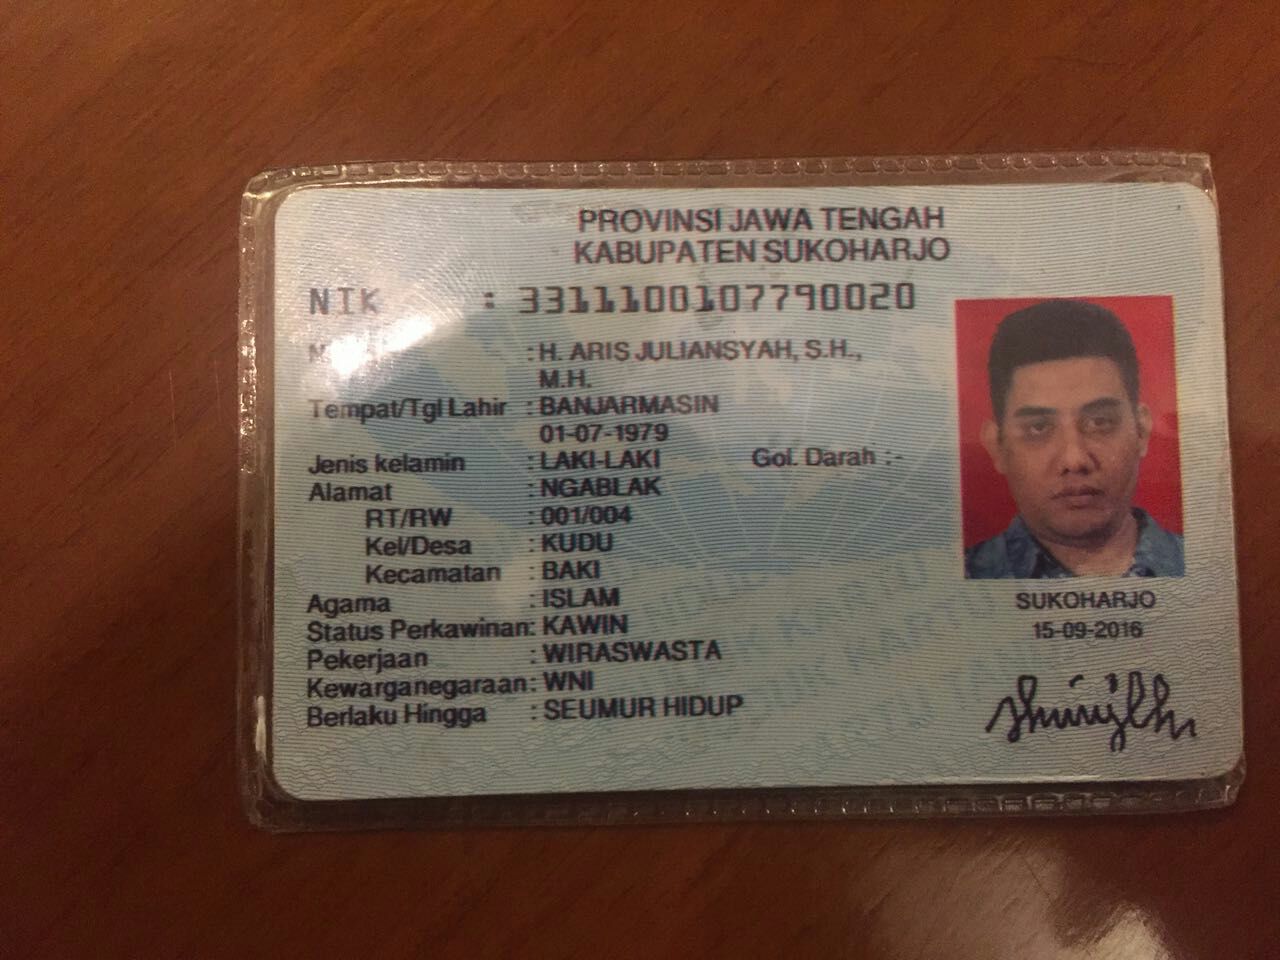 PROVINSI JAWA TENGAH
KABUPATEN SUKOHARJO
NIK : 3311100107790020
: H. ARIS JULIANSYAH, S.H.,
M.H.
Tempat/Tgl Lahir : BANJARMASIN
01-07-1979
Jenis kelamin : LAKI-LAKI Gol. Darah :-
Alamat : NGABLAK
RT/RW : 001/004
Kel/Desa : KUDU
Kecamatan : BAKI
Agama : ISLAM
Status Perkawinan: KAWIN
Pekerjaan : WIRASWASTA
Kewarganegaraan: WNI
Berlaku Hingga : SEUMUR HIDUP
SUKOHARJO
15-09-2016